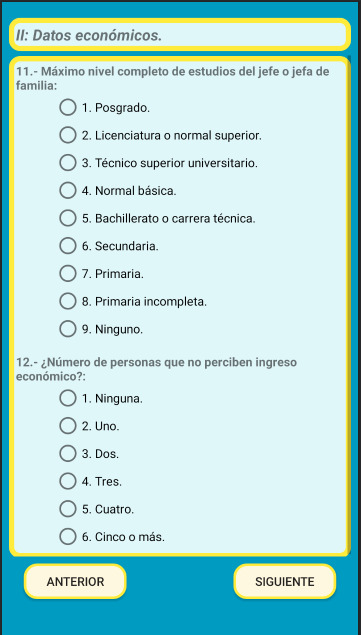 II: Datos económicos.
11.- Máximo nivel completo de estudios del jefe o jefa de
familia:
1. Posgrado.
2. Licenciatura o normal superior.
3. Técnico superior universitario.
4. Normal básica.
5. Bachillerato o carrera técnica.
6. Secundaria.
7. Primaria.
8. Primaria incompleta.
9. Ninguno.
12.- ¿Número de personas que no perciben ingreso
económico?:
1. Ninguna.
2. Uno.
3. Dos.
4. Tres.
5. Cuatro.
6. Cinco o más.
ANTERIOR
SIGUIENTE